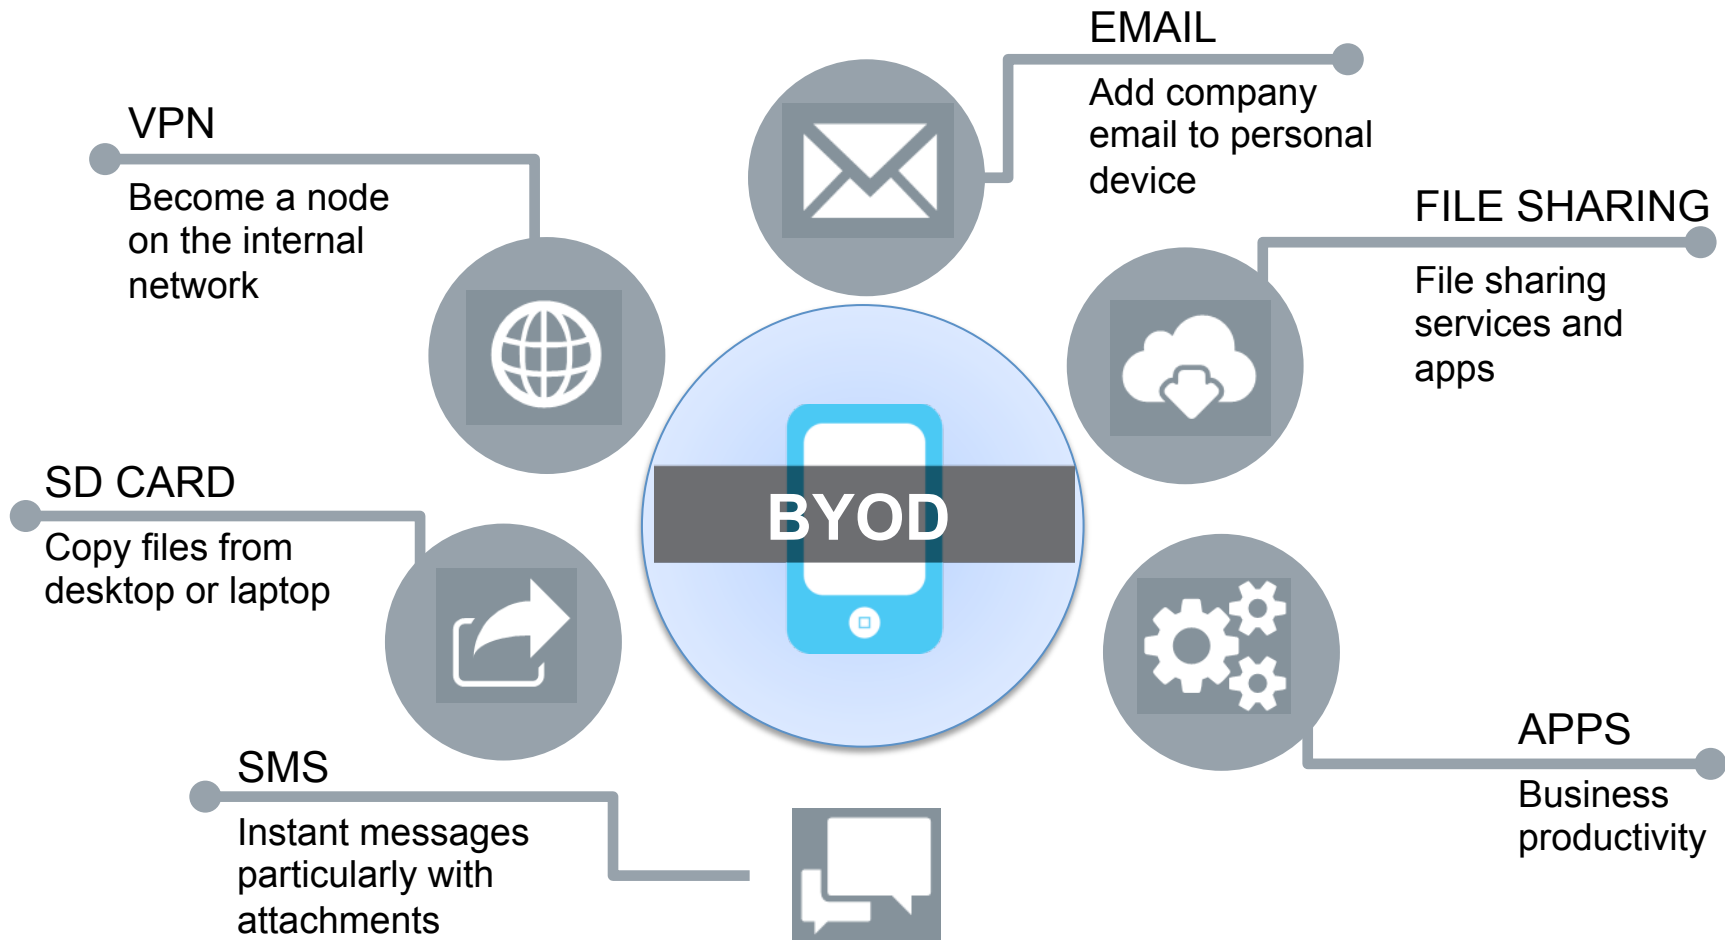 EMAIL
Add company
email to personal
device
VPN
Become a node
on the internal
network
FILE SHARING
File sharing
services and
apps
SD CARD
Copy files from
desktop or laptop
BYOD
APPS
Business
productivity
SMS
Instant messages
particularly with
attachments